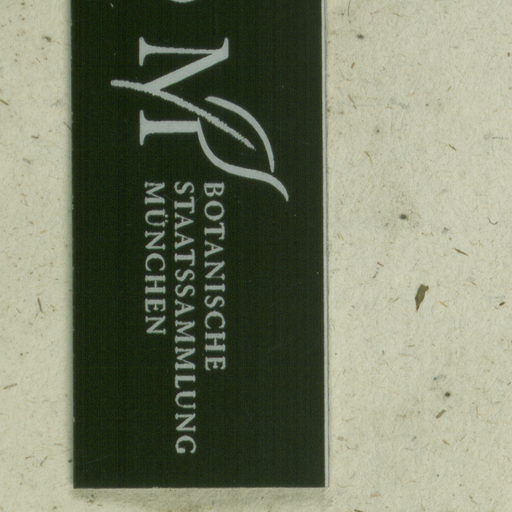 M
BOTANISCHE
STAATSSAMMLUNG
MÜNCHEN